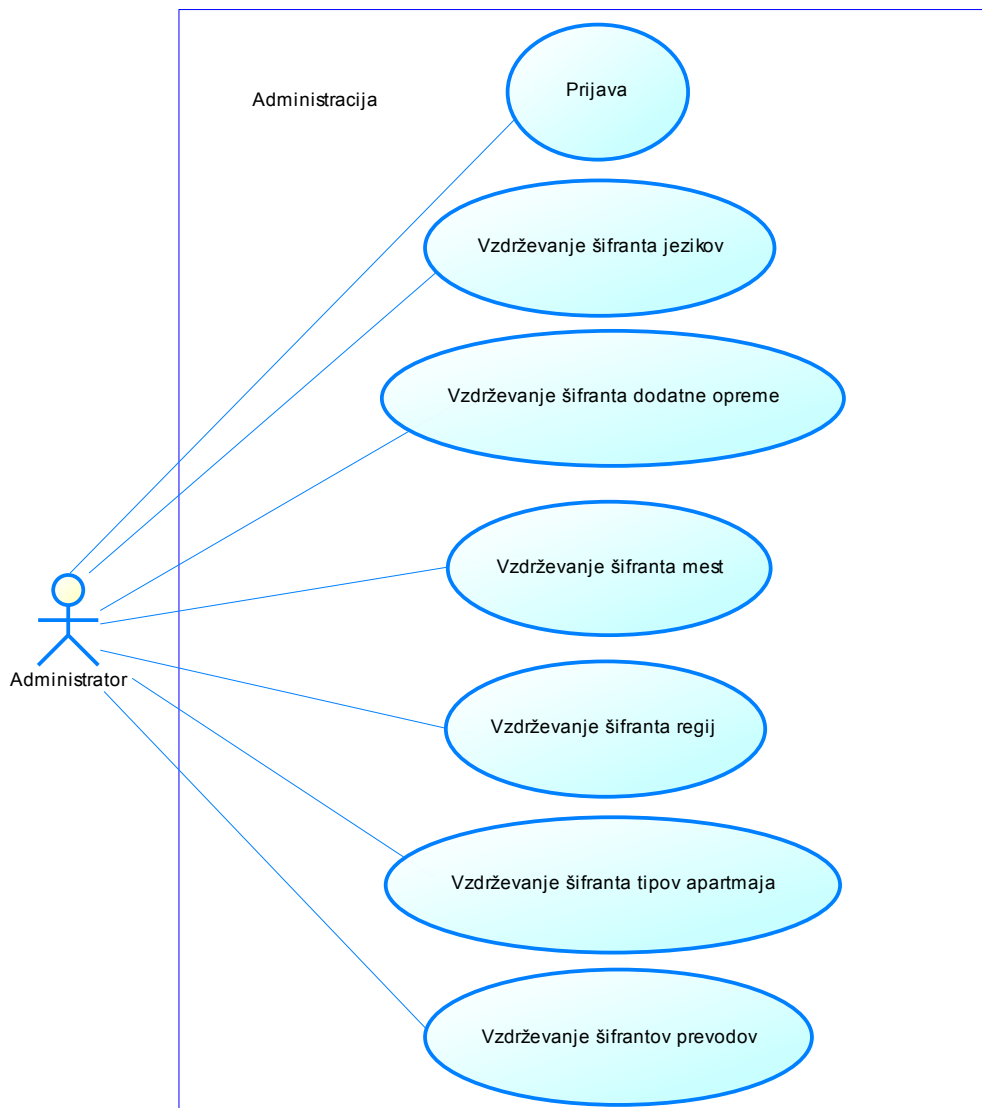 Prijava
Administracija
Vzdrževanje šifranta jezikov
Vzdrževanje šifranta dodatne opreme
Vzdrževanje šifranta mest
Administrator
Vzdrževanje šifranta regij
Vzdrževanje šifranta tipov apartmaja
Vzdrževanje šifrantov prevodov